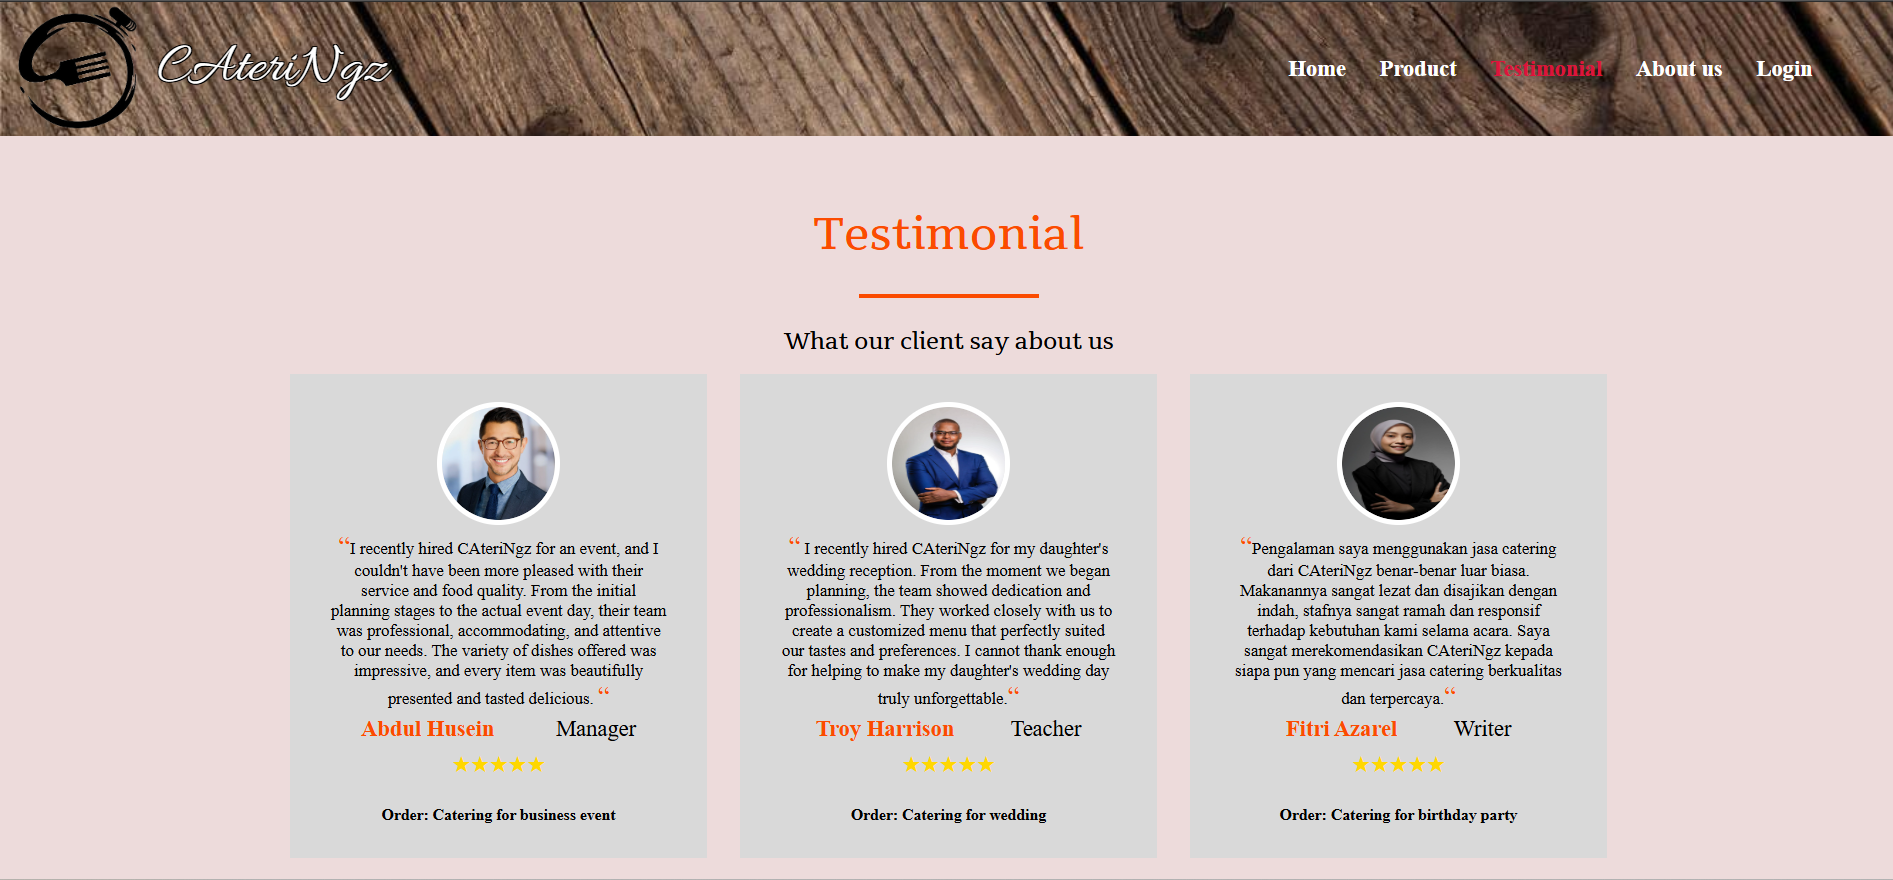 CAteriNgz
Home Product Testimonial About us Login
Testimonial
What our client say about us
“I recently hired CAteriNgz for an event, and I
couldn't have been more pleased with their
service and food quality. From the initial
planning stages to the actual event day, their team
was professional, accommodating, and attentive
to our needs. The variety of dishes offered was
impressive, and every item was beautifully
presented and tasted delicious.“
Abdul Husein Manager
★★★★★
Order: Catering for business event
“ I recently hired CAteriNgz for my daughter's
wedding reception. From the moment we began
planning, the team showed dedication and
professionalism. They worked closely with us to
create a customized menu that perfectly suited
our tastes and preferences. I cannot thank enough
for helping to make my daughter's wedding day
truly unforgettable.“
Troy Harrison Teacher
★★★★★
Order: Catering for wedding
“Pengalaman saya menggunakan jasa catering
dari CAteriNgz benar-benar luar biasa.
Makanannya sangat lezat dan disajikan dengan
indah, stafnya sangat ramah dan responsif
terhadap kebutuhan kami selama acara. Saya
sangat merekomendasikan CAteriNgz kepada
siapa pun yang mencari jasa catering berkualitas
dan terpercaya.“
Fitri Azarel Writer
★★★★★
Order: Catering for birthday party